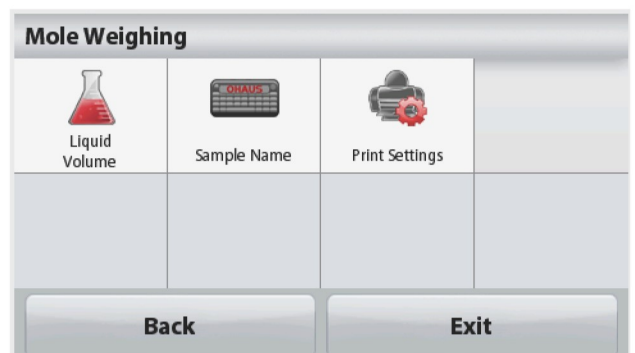 Mole Weighing
OHAUS
Liquid
Volume
Sample Name
Print Settings
Back
Exit